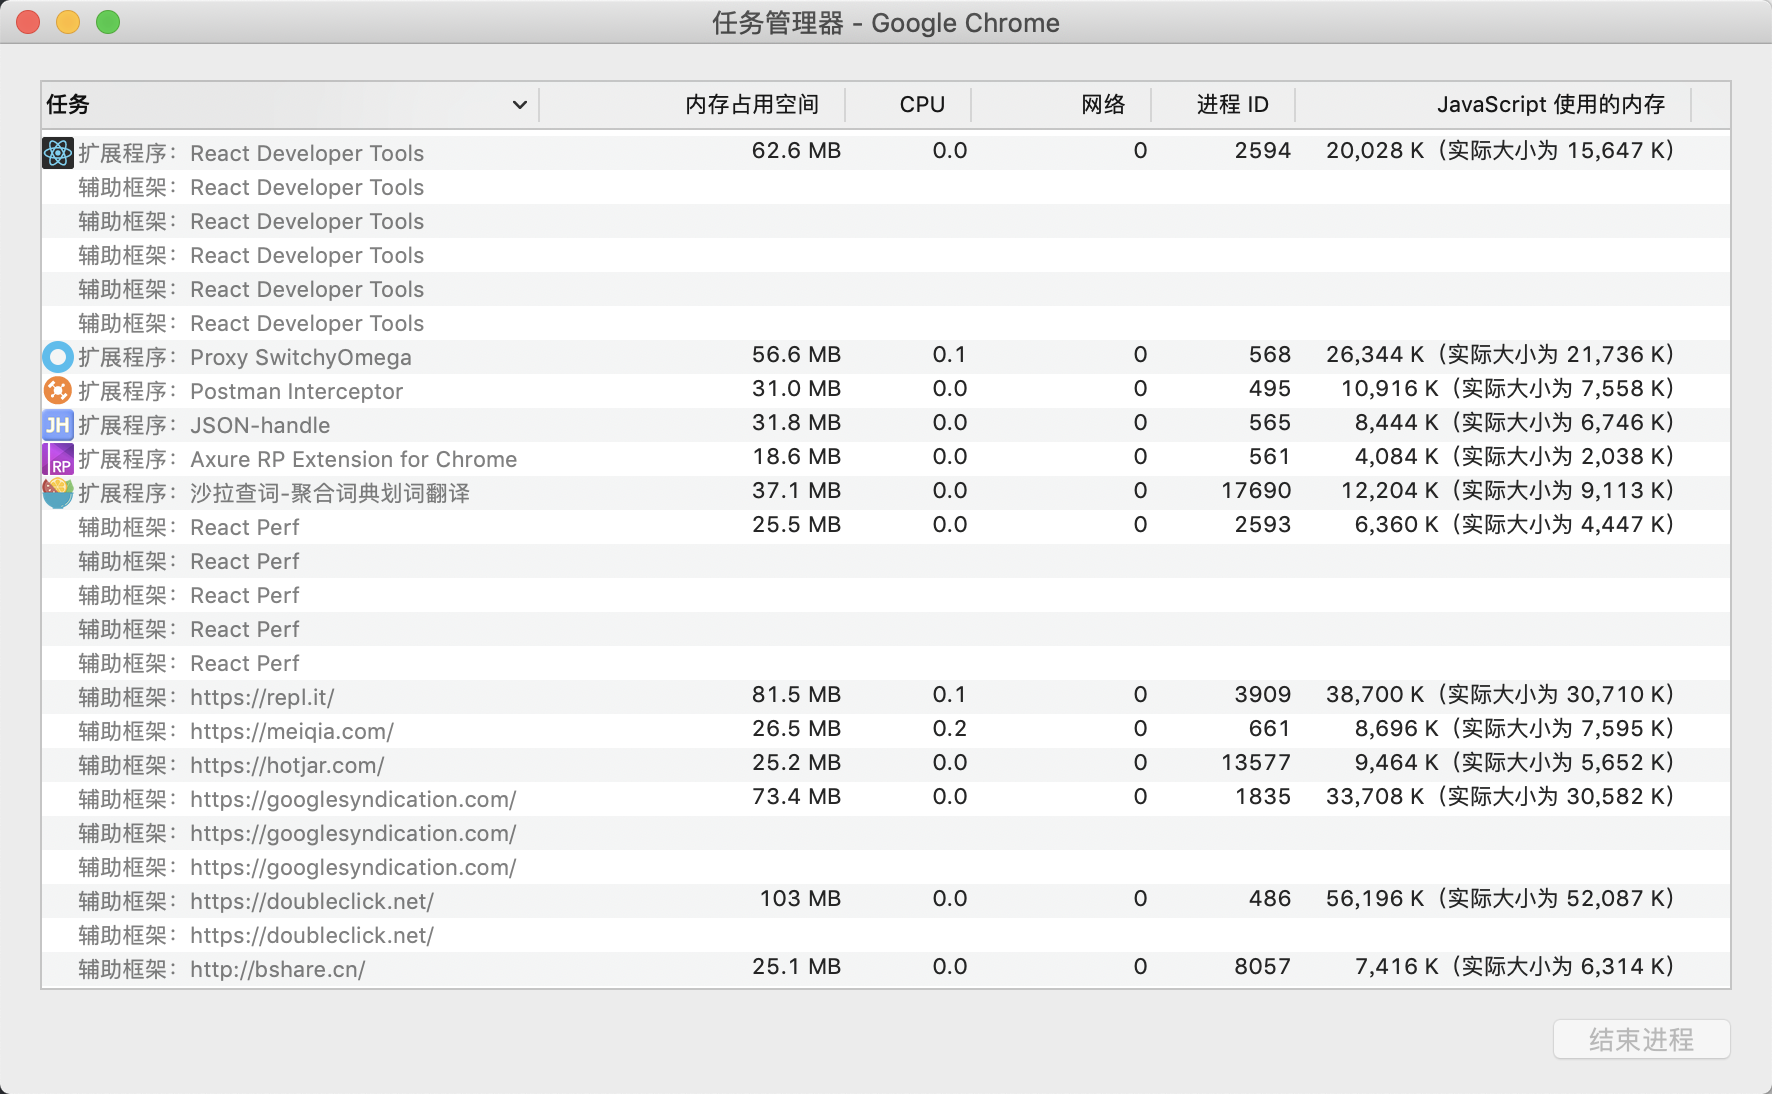 任务管理器 - Google Chrome
任务 内存占用空间 CPU 网络 进程 ID JavaScript 使用的内存
扩展程序：React Developer Tools 62.6 MB 0.0 0 2594 20,028 K（实际大小为 15,647 K）
辅助框架：React Developer Tools
辅助框架：React Developer Tools
辅助框架：React Developer Tools
辅助框架：React Developer Tools
辅助框架：React Developer Tools
扩展程序：Proxy SwitchyOmega 56.6 MB 0.1 0 568 26,344 K（实际大小为 21,736 K）
扩展程序：Postman Interceptor 31.0 MB 0.0 0 495 10,916 K（实际大小为 7,558 K）
JH 扩展程序：JSON-handle 31.8 MB 0.0 0 565 8,444 K（实际大小为 6,746 K）
RP 扩展程序：Axure RP Extension for Chrome 18.6 MB 0.0 0 561 4,084 K（实际大小为 2,038 K）
扩展程序：沙拉查词-聚合词典划词翻译 37.1 MB 0.0 0 17690 12,204 K（实际大小为 9,113 K）
辅助框架：React Perf 25.5 MB 0.0 0 2593 6,360 K（实际大小为 4,447 K）
辅助框架：React Perf
辅助框架：React Perf
辅助框架：React Perf
辅助框架：React Perf
辅助框架：https://repl.it/ 81.5 MB 0.1 0 3909 38,700 K（实际大小为 30,710 K）
辅助框架：https://meiqia.com/ 26.5 MB 0.2 0 661 8,696 K（实际大小为 7,595 K）
辅助框架：https://hotjar.com/ 25.2 MB 0.0 0 13577 9,464 K（实际大小为 5,652 K）
辅助框架：https://googlesyndication.com/ 73.4 MB 0.0 0 1835 33,708 K（实际大小为 30,582 K）
辅助框架：https://googlesyndication.com/
辅助框架：https://googlesyndication.com/
辅助框架：https://doubleclick.net/ 103 MB 0.0 0 486 56,196 K（实际大小为 52,087 K）
辅助框架：https://doubleclick.net/
辅助框架：http://bshare.cn/ 25.1 MB 0.0 0 8057 7,416 K（实际大小为 6,314 K）
结束进程